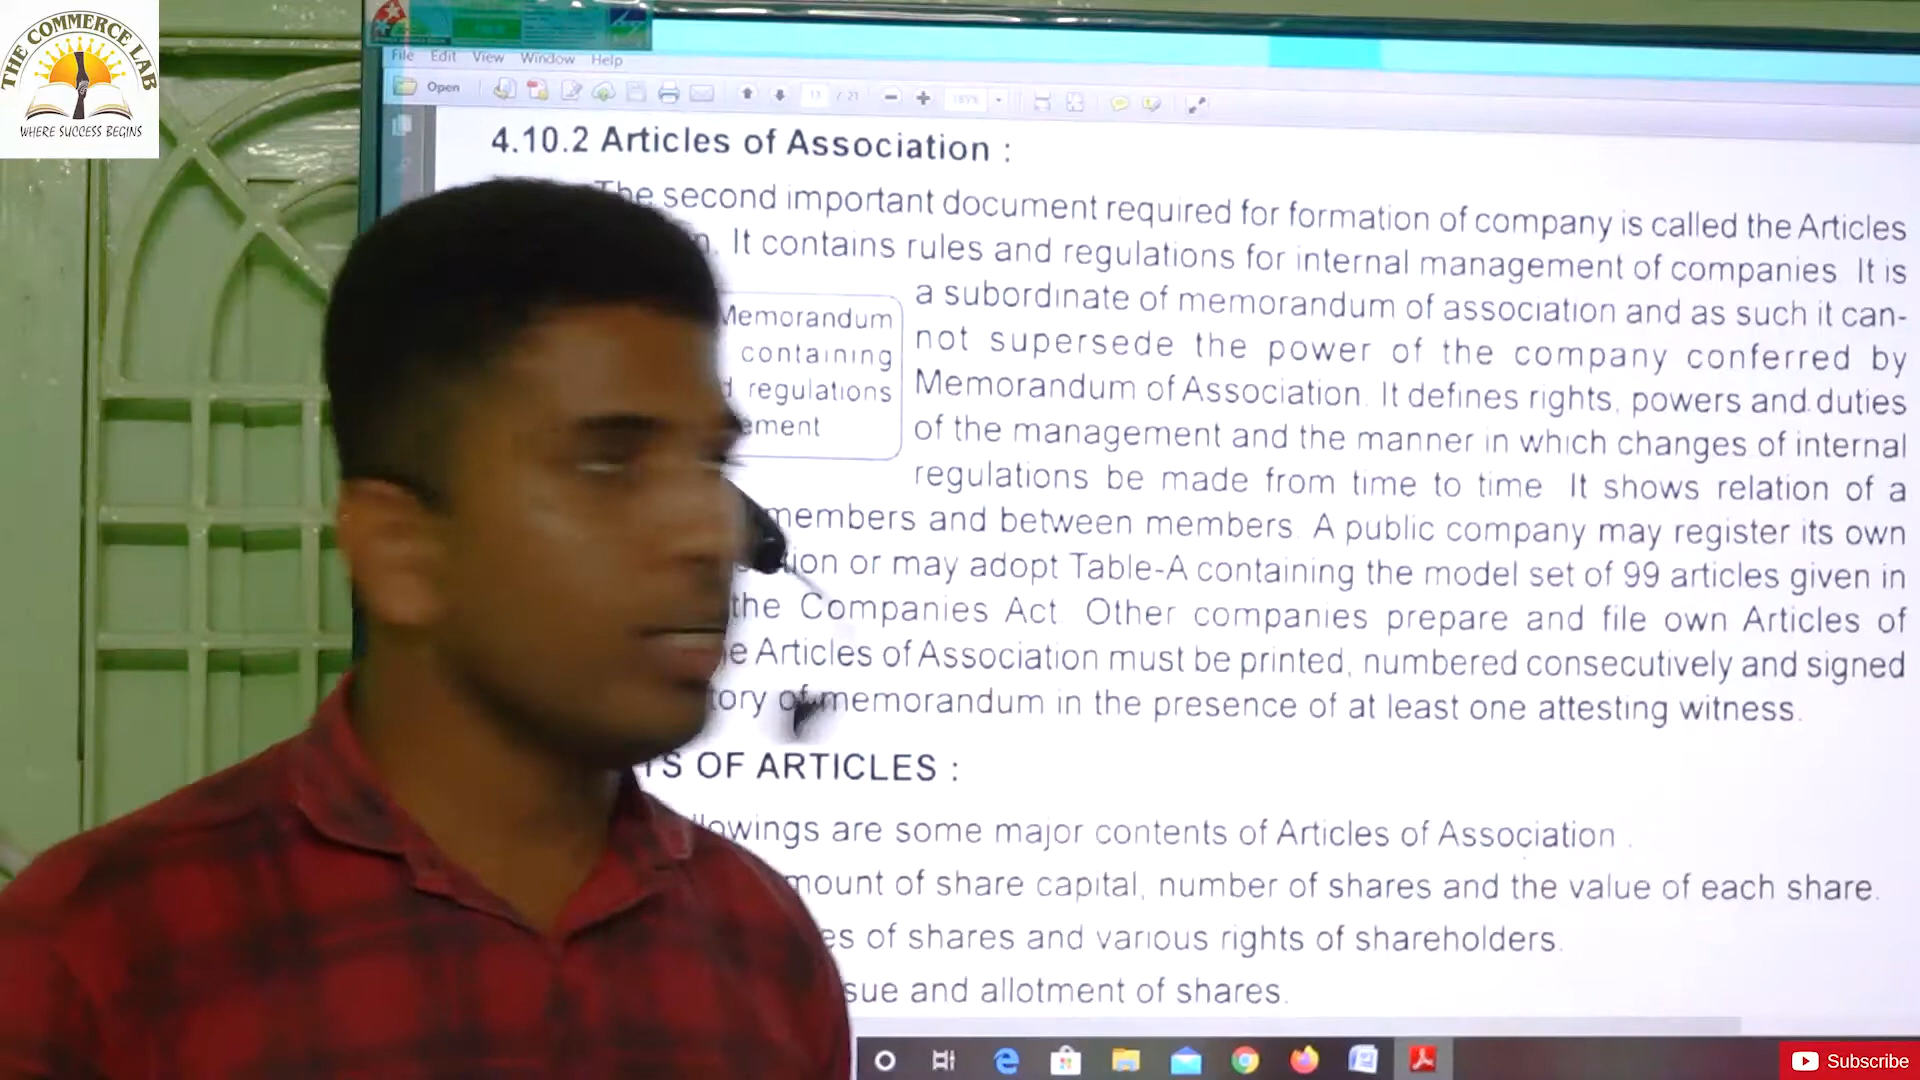 THE COMMERCE LAB
WHERE SUCCESS BEGINS
File Edit View Window Help
Open 11 / 21
4.10.2 Articles of Association :
The second important document required for formation of company is called the Articles
It contains rules and regulations for internal management of companies It is
a subordinate of memorandum of association and as such it can-
not supersede the power of the company conferred by
Memorandum of Association. It defines rights, powers and duties
of the management and the manner in which changes of internal
regulations be made from time to time It shows relation of a
Memorandum
containing
regulations
members and between members. A public company may register its own
or may adopt Table-A containing the model set of 99 articles given in
the Companies Act. Other companies prepare and file own Articles of
Articles of Association must be printed, numbered consecutively and signed
of memorandum in the presence of at least one attesting witness.
OF ARTICLES :
are some major contents of Articles of Association
of share capital, number of shares and the value of each share.
of shares and various rights of shareholders.
and allotment of shares.
Subscribe